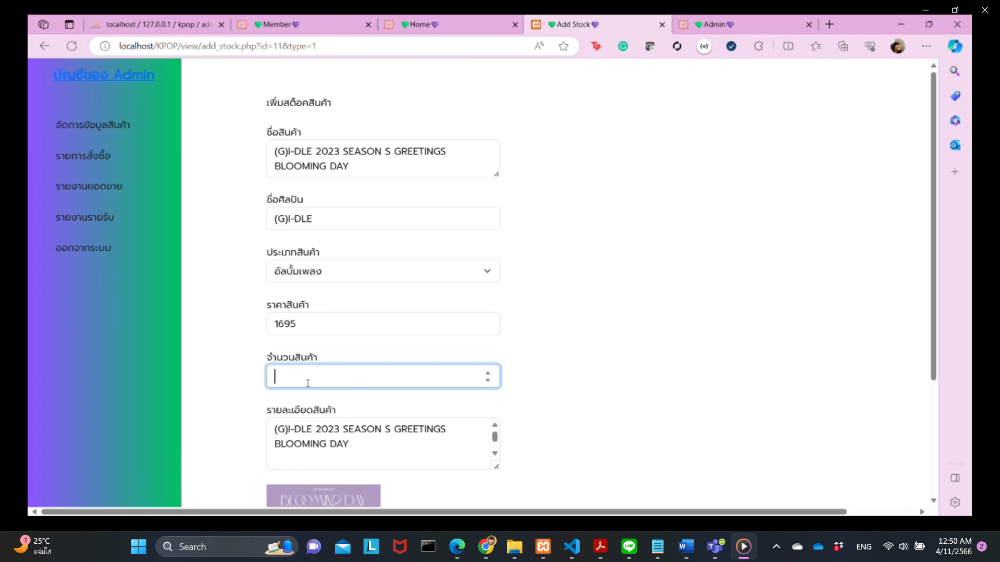 localhost / 127.0.0.1 / kpop / adm
💚Member💜
💚Home💜
💚Add Stock💜
💚Admin💜
localhost/KPOP/view/add_stock.php?id=11&type=1
บัญชีของ Admin
จัดการข้อมูลสินค้า
รายการสั่งซื้อ
รายงานยอดขาย
รายงานรายรับ
ออกจากระบบ
เพิ่มสต็อคสินค้า
ชื่อสินค้า
(G)I-DLE 2023 SEASON S GREETINGS
BLOOMING DAY
ชื่อศิลปิน
(G)I-DLE
ประเภทสินค้า
อัลบั้มเพลง
ราคาสินค้า
1695
จำนวนสินค้า
รายละเอียดสินค้า
(G)I-DLE 2023 SEASON S GREETINGS
BLOOMING DAY
BLOOMING DAY
1
25°C
แจ่มใส
Search
ENG
12:50 AM
4/11/2566
2